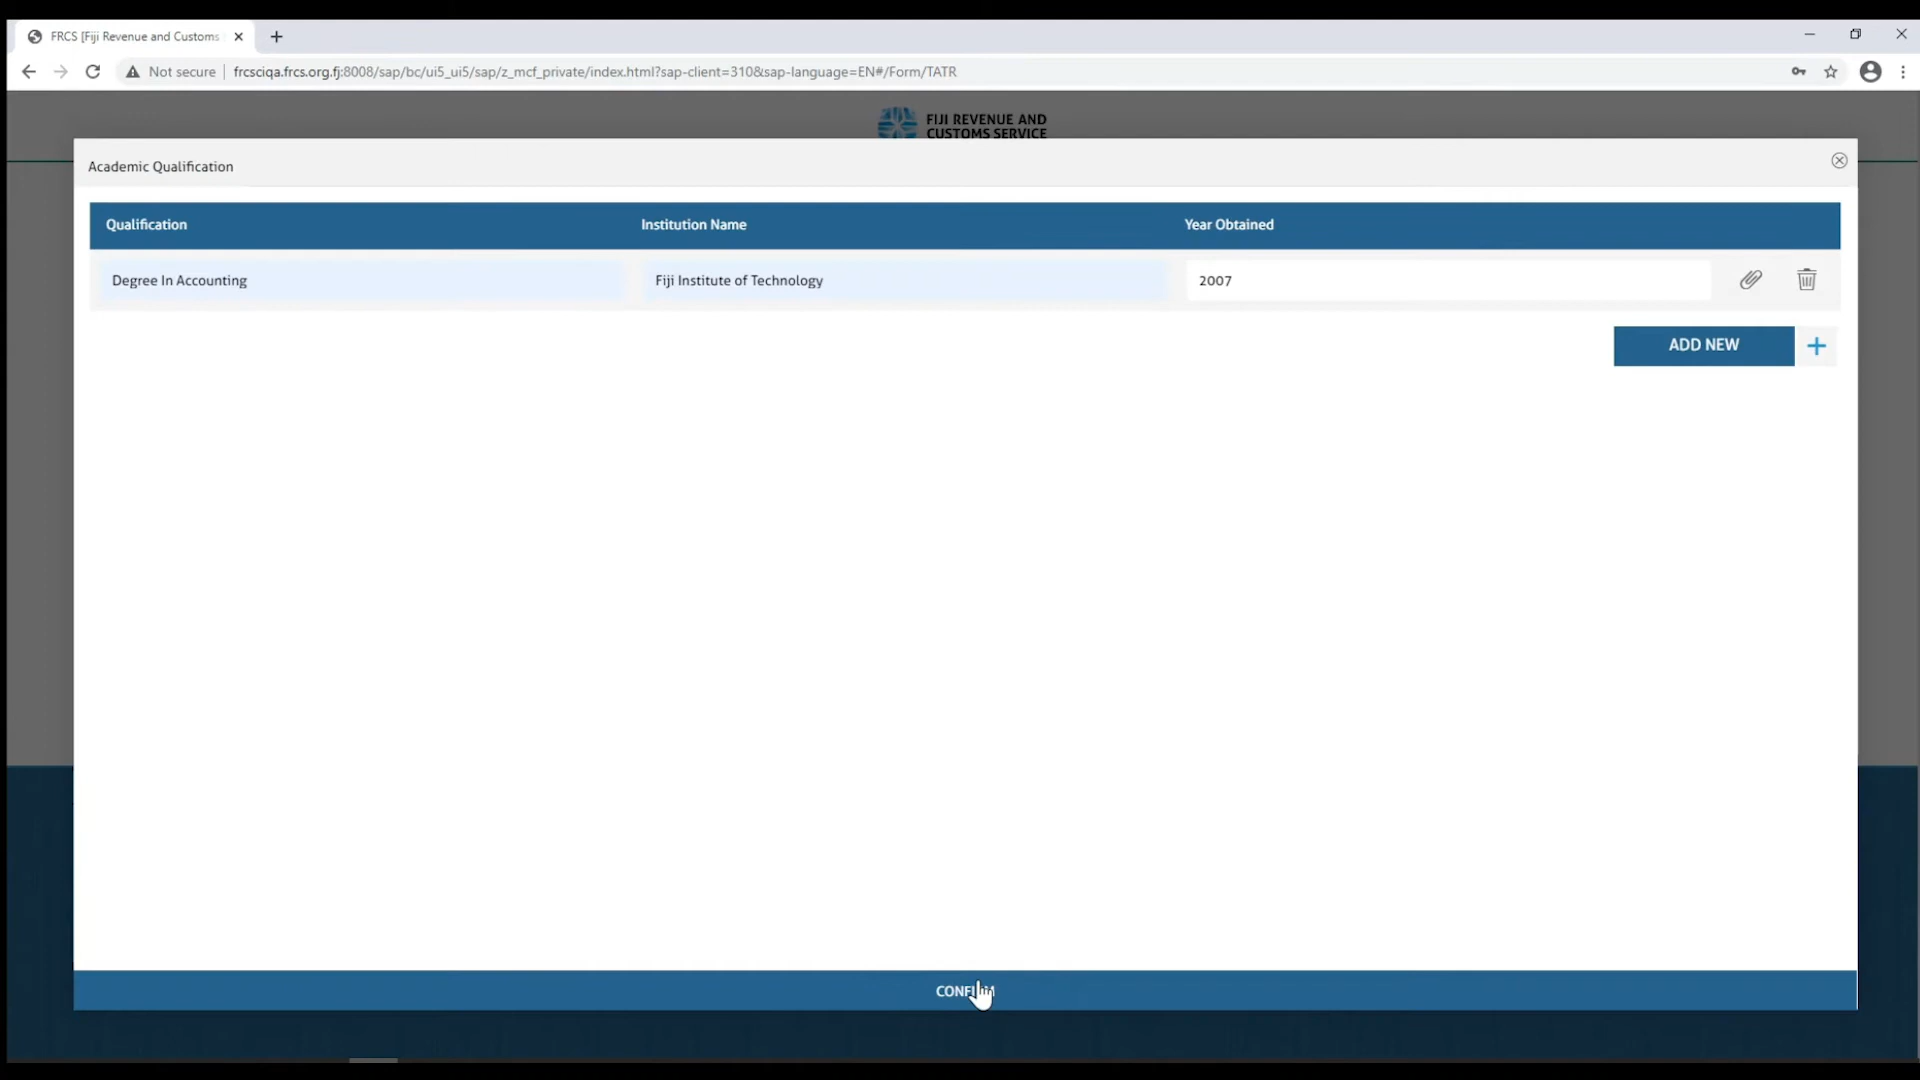 FRCS [Fiji Revenue and Customs
Not secure
frcsciqa.frcs.org.fj:8008/sap/bc/ui5_ui5/sap/z_mcf_private/index.html?sap-client=310&sap-language=EN#/Form/TATR
FIJI REVENUE AND
CUSTOMS SERVICE
Academic Qualification
Qualification Institution Name Year Obtained
Degree In Accounting Fiji Institute of Technology 2007
ADD NEW
CONFIRM